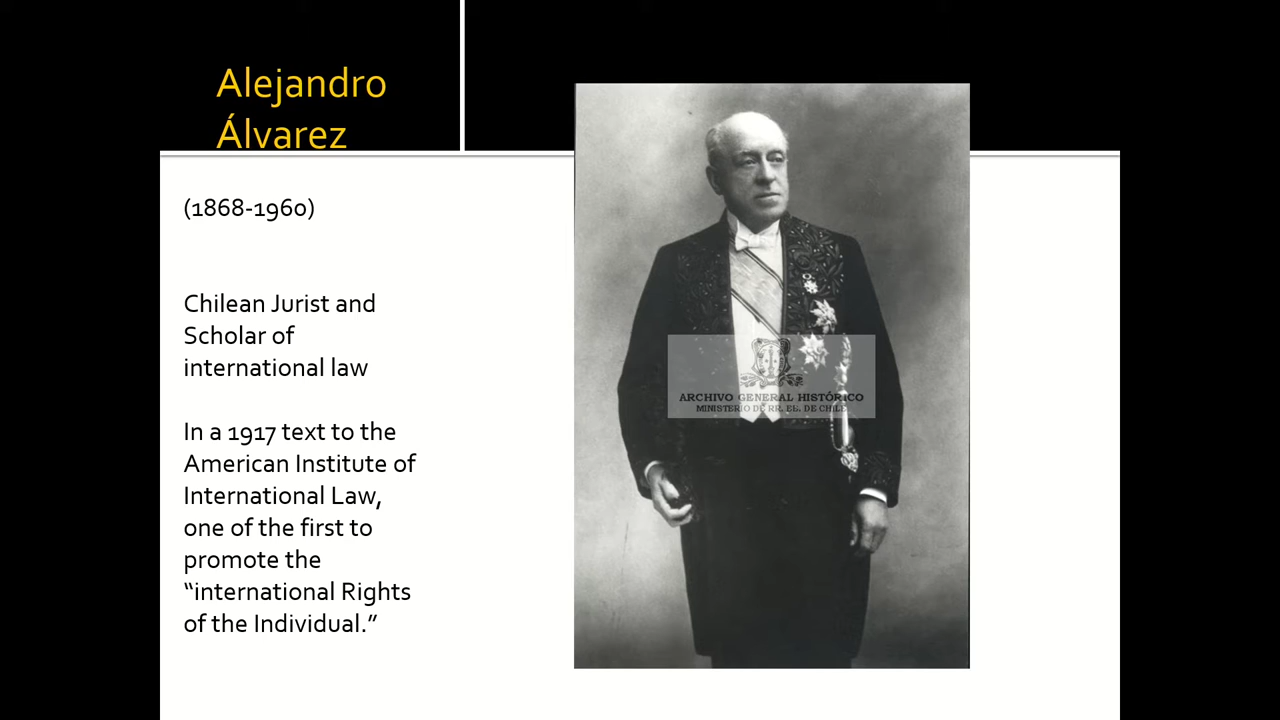 Alejandro
Álvarez
(1868-1960)
Chilean Jurist and
Scholar of
international law
In a 1917 text to the
American Institute of
International Law,
one of the first to
promote the
“international Rights
of the Individual.”
ARCHIVO GENERAL HISTÓRICO
MINISTERIO DE RR. EE. DE CHILE